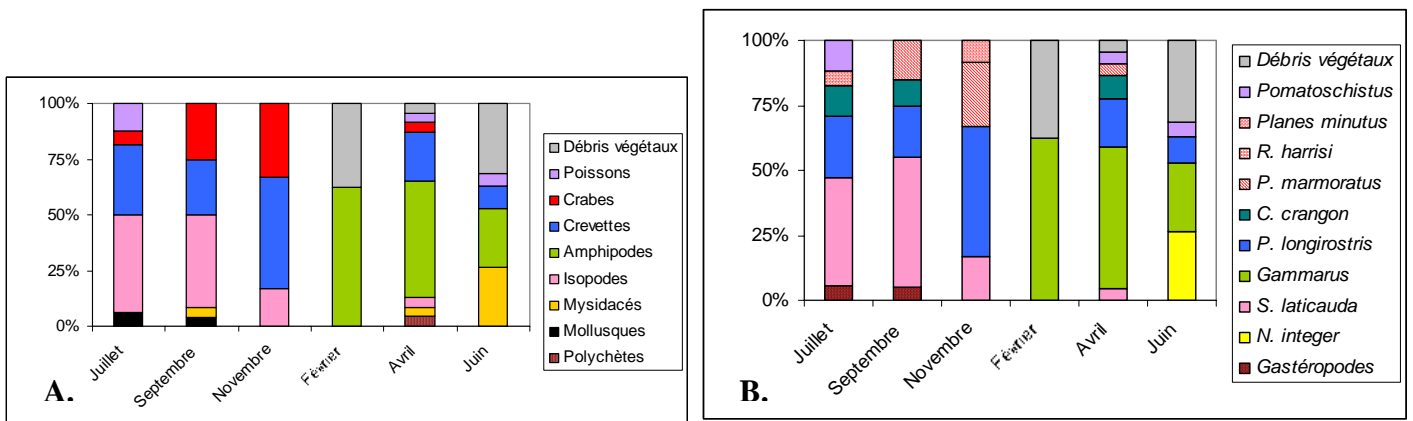 100%
75%
50%
25%
0%
Juillet
Septembre
Novembre
Février
Avril
Juin
Débris végétaux
Poissons
Crabes
Crevettes
Amphipodes
Isopodes
Mysidacés
Mollusques
Polychètes
A.
100%
75%
50%
25%
0%
Juillet
Septembre
Novembre
Février
Avril
Juin
Débris végétaux
Pomatoschistus
Planes minutus
R. harrisi
P. marmoratus
C. crangon
P. longirostris
Gammarus
S. laticauda
N. integer
Gastéropodes
B.